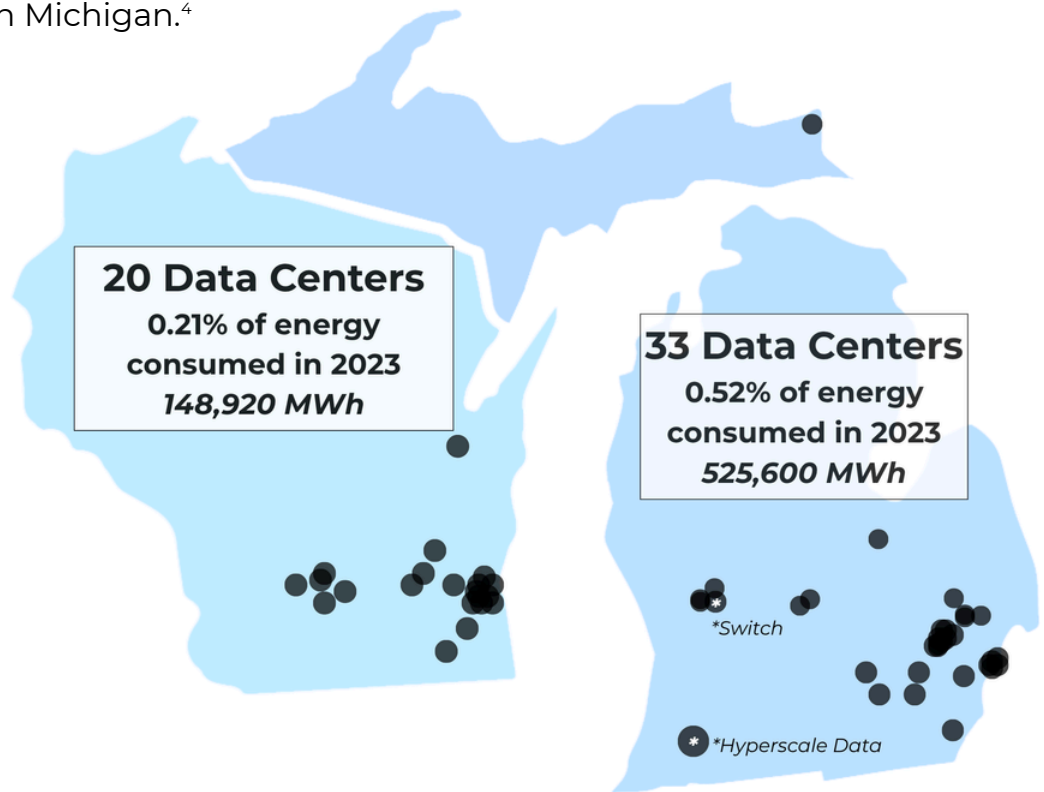 n Michigan.⁴
20 Data Centers
0.21% of energy
consumed in 2023
148,920 MWh
33 Data Centers
0.52% of energy
consumed in 2023
525,600 MWh
*
*Switch
*
*Hyperscale Data